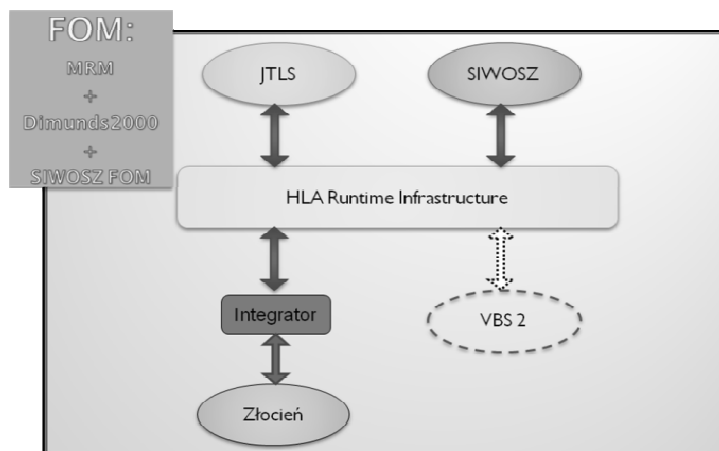 FOM:
MRM
+
Dimunds2000
+
SIWOSZ FOM
JTLS
SIWOSZ
HLA Runtime Infrastructure
Integrator
VBS 2
Złocień